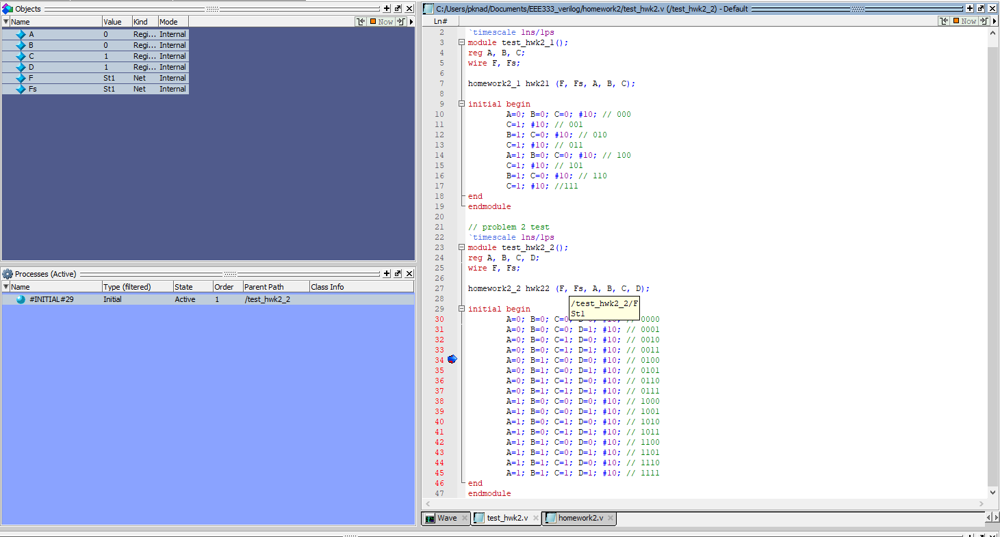 Objects
Name Value Kind Mode Now
A 0 Regi... Internal
B 0 Regi... Internal
C 1 Regi... Internal
D 1 Regi... Internal
F St1 Net Internal
Fs St1 Net Internal
Processes (Active)
Name Type (filtered) State Order Parent Path Class Info
#INITIAL#29 Initial Active 1 /test_hwk2_2
C:/Users/pknad/Documents/EEE333_verilog/homework2/test_hwk2.v (/test_hwk2_2) - Default
Ln# Now
2 `timescale 1ns/1ps
3 module test_hwk2_1();
4 reg A, B, C;
5 wire F, Fs;
6
7 homework2_1 hwk21 (F, Fs, A, B, C);
8
9 initial begin
10 A=0; B=0; C=0; #10; // 000
11 C=1; #10; // 001
12 B=1; C=0; #10; // 010
13 C=1; #10; // 011
14 A=1; B=0; C=0; #10; // 100
15 C=1; #10; // 101
16 B=1; C=0; #10; // 110
17 C=1; #10; //111
18 end
19 endmodule
20
21 // problem 2 test
22 `timescale 1ns/1ps
23 module test_hwk2_2();
24 reg A, B, C, D;
25 wire F, Fs;
26
27 homework2_2 hwk22 (F, Fs, A, B, C, D);
28
/test_hwk2_2/F
St1
29 initial begin
30 A=0; B=0; C=0; D=0; #10; // 0000
31 A=0; B=0; C=0; D=1; #10; // 0001
32 A=0; B=0; C=1; D=0; #10; // 0010
33 A=0; B=0; C=1; D=1; #10; // 0011
34 A=0; B=1; C=0; D=0; #10; // 0100
35 A=0; B=1; C=0; D=1; #10; // 0101
36 A=0; B=1; C=1; D=0; #10; // 0110
37 A=0; B=1; C=1; D=1; #10; // 0111
38 A=1; B=0; C=0; D=0; #10; // 1000
39 A=1; B=0; C=0; D=1; #10; // 1001
40 A=1; B=0; C=1; D=0; #10; // 1010
41 A=1; B=0; C=1; D=1; #10; // 1011
42 A=1; B=1; C=0; D=0; #10; // 1100
43 A=1; B=1; C=0; D=1; #10; // 1101
44 A=1; B=1; C=1; D=0; #10; // 1110
45 A=1; B=1; C=1; D=1; #10; // 1111
46 end
47 endmodule
Wave test_hwk2.v homework2.v